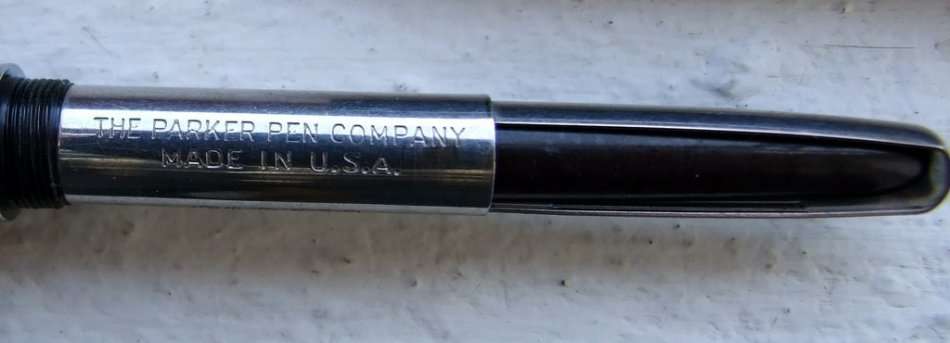 THE PARKER PEN COMPANY
MADE IN U.S.A.